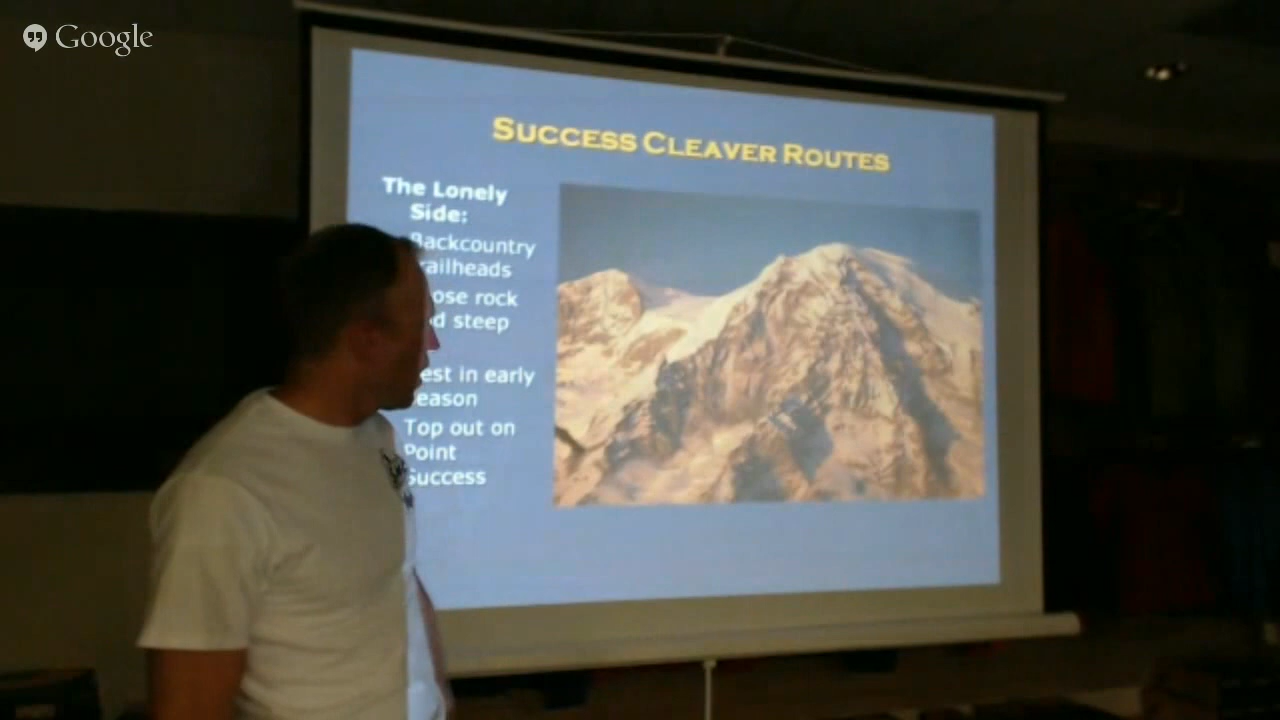 Google
Success Cleaver Routes
The Lonely
Side:
Backcountry
railheads
ose rock
d steep
est in early
eason
Top out on
Point
Success